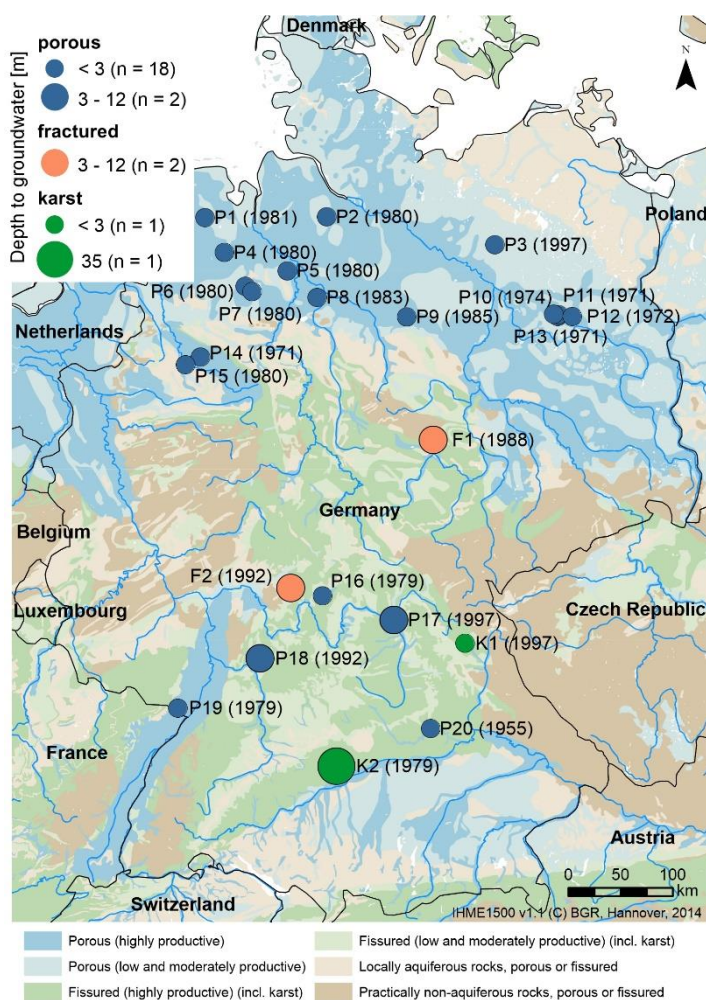 Denmark
Depth to groundwater [m]
porous
< 3 (n = 18)
3 - 12 (n = 2)
fractured
3 - 12 (n = 2)
karst
< 3 (n = 1)
35 (n = 1)
N
P1 (1981)
P2 (1980)
Poland
P3 (1997)
P4 (1980)
P5 (1980)
P6 (1980)
P7 (1980)
P8 (1983)
P9 (1985)
P10 (1974)
P11 (1971)
P12 (1972)
P13 (1971)
Netherlands
P14 (1971)
P15 (1980)
F1 (1988)
Germany
Belgium
F2 (1992)
P16 (1979)
Luxembourg
P17 (1997)
Czech Republic
K1 (1997)
P18 (1992)
P19 (1979)
P20 (1955)
France
K2 (1979)
Austria
0 25 50 100
km
Switzerland
IHME1500 v1.1 (C) BGR, Hannover, 2014
Porous (highly productive)
Porous (low and moderately productive)
Fissured (highly productive) (incl. karst)
Fissured (low and moderately productive) (incl. karst)
Locally aquiferous rocks, porous or fissured
Practically non-aquiferous rocks, porous or fissured